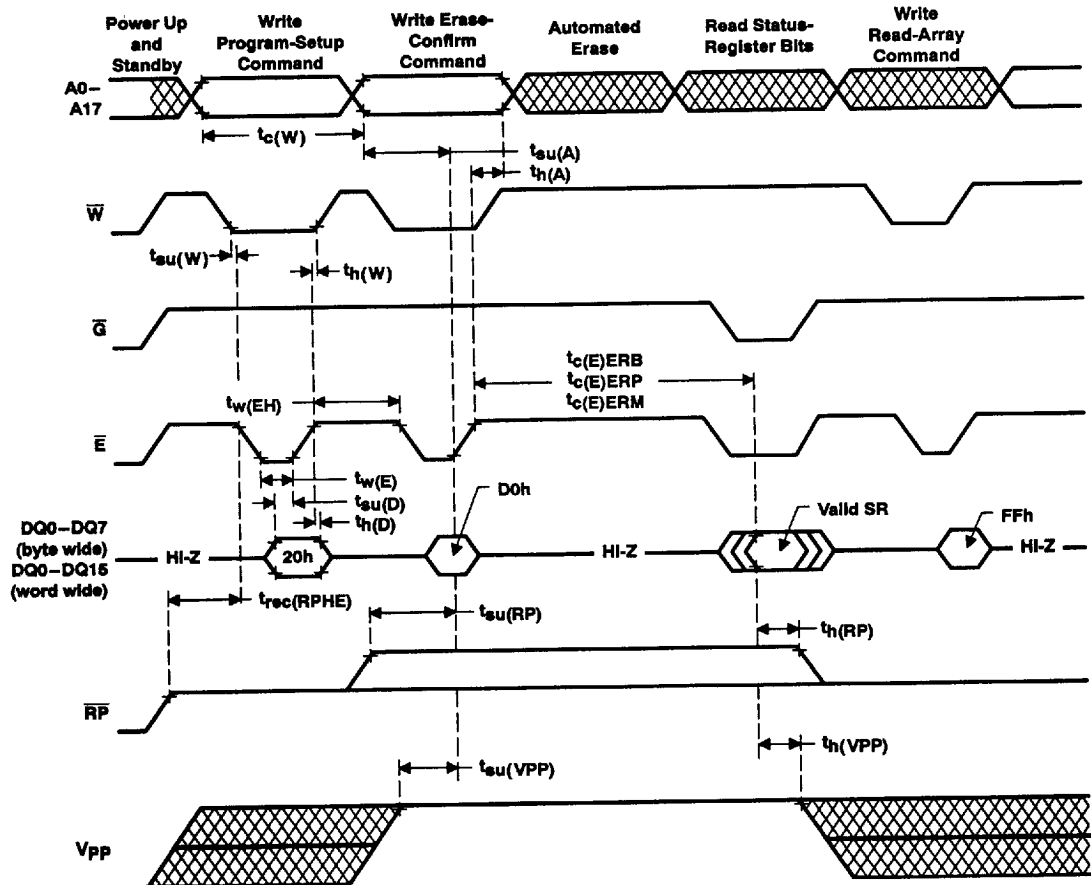 Power Up
and
Standby
Write
Program-Setup
Command
Write Erase-
Confirm
Command
Automated
Erase
Read Status-
Register Bits
Write
Read-Array
Command
A0–
A17
tc(W)
tsu(A)
th(A)
W
tsu(W)
th(W)
G
tc(E)ERB
tc(E)ERP
tc(E)ERM
tw(EH)
E
tw(E)
tsu(D)
th(D)
D0h
Valid SR
FFh
DQ0–DQ7
(byte wide)
DQ0–DQ15
(word wide)
HI-Z
20h
HI-Z
HI-Z
trec(RPHE)
tsu(RP)
th(RP)
RP
tsu(VPP)
th(VPP)
VPP